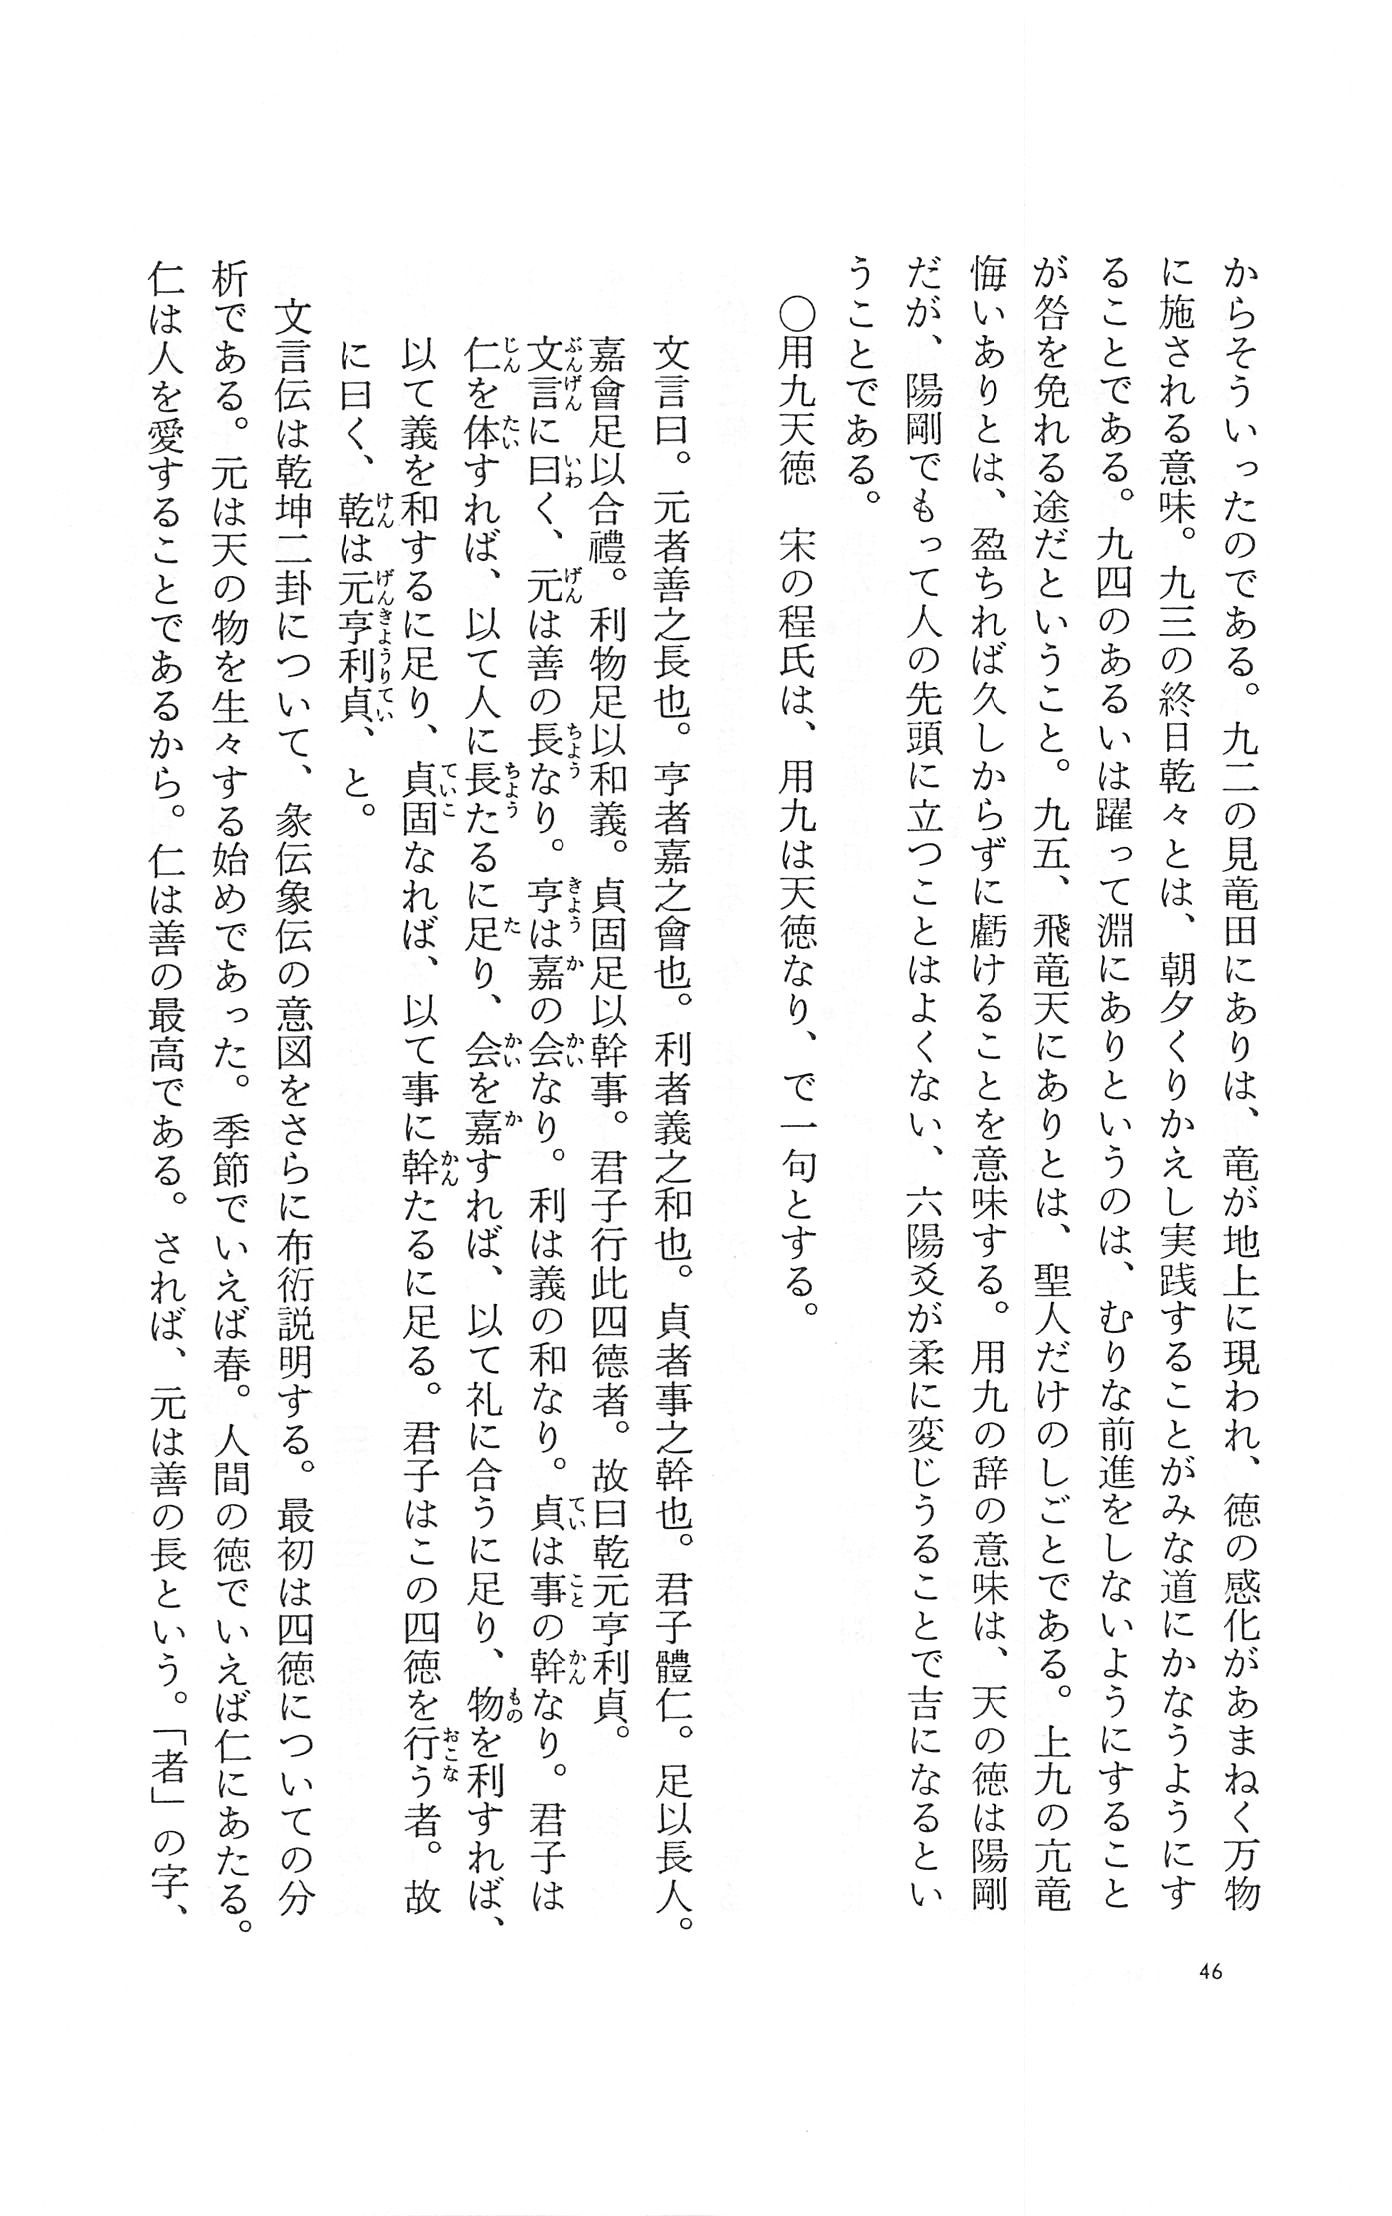 からそういったのである。九二の見竜田にありは、竜が地上に現われ、徳の感化があまねく万物
に施される意味。九三の終日乾々とは、朝夕くりかえし実践することがみな道にかなうようにす
ることである。九四のあるいは躍って淵にありというのは、むりな前進をしないようにすること
が咎を免れる途だということ。九五、飛竜天にありとは、聖人だけのしごとである。上九の亢竜
悔いありとは、盈ちれば久しからずに虧けることを意味する。用九の辞の意味は、天の徳は陽剛
だが、陽剛でもって人の先頭に立つことはよくない、六陽爻が柔に変じうることで吉になるとい
うことである。
〇用九天徳　宋の程氏は、用九は天徳なり、で一句とする。
文言曰。元者善之長也。亨者嘉之會也。利者義之和也。貞者事之幹也。君子體仁。足以長人。
嘉會足以合禮。利物足以和義。貞固足以幹事。君子行此四德者。故曰乾元亨利貞。
文言に曰く、元は善の長なり。亨は嘉の会なり。利は義の和なり。貞は事の幹なり。君子は
仁を体すれば、以て人に長たるに足り、会を嘉すれば、以て礼に合うに足り、物を利すれば、
以て義を和するに足り、貞固なれば、以て事に幹たるに足る。君子はこの四徳を行う者。故
に曰く、乾は元亨利貞、と。
文言伝は乾坤二卦について、彖伝象伝の意図をさらに布衍説明する。最初は四徳についての分
析である。元は天の物を生々する始めであった。季節でいえば春。人間の徳でいえば仁にあたる。
仁は人を愛することであるから。仁は善の最高である。されば、元は善の長という。「者」の字、
46